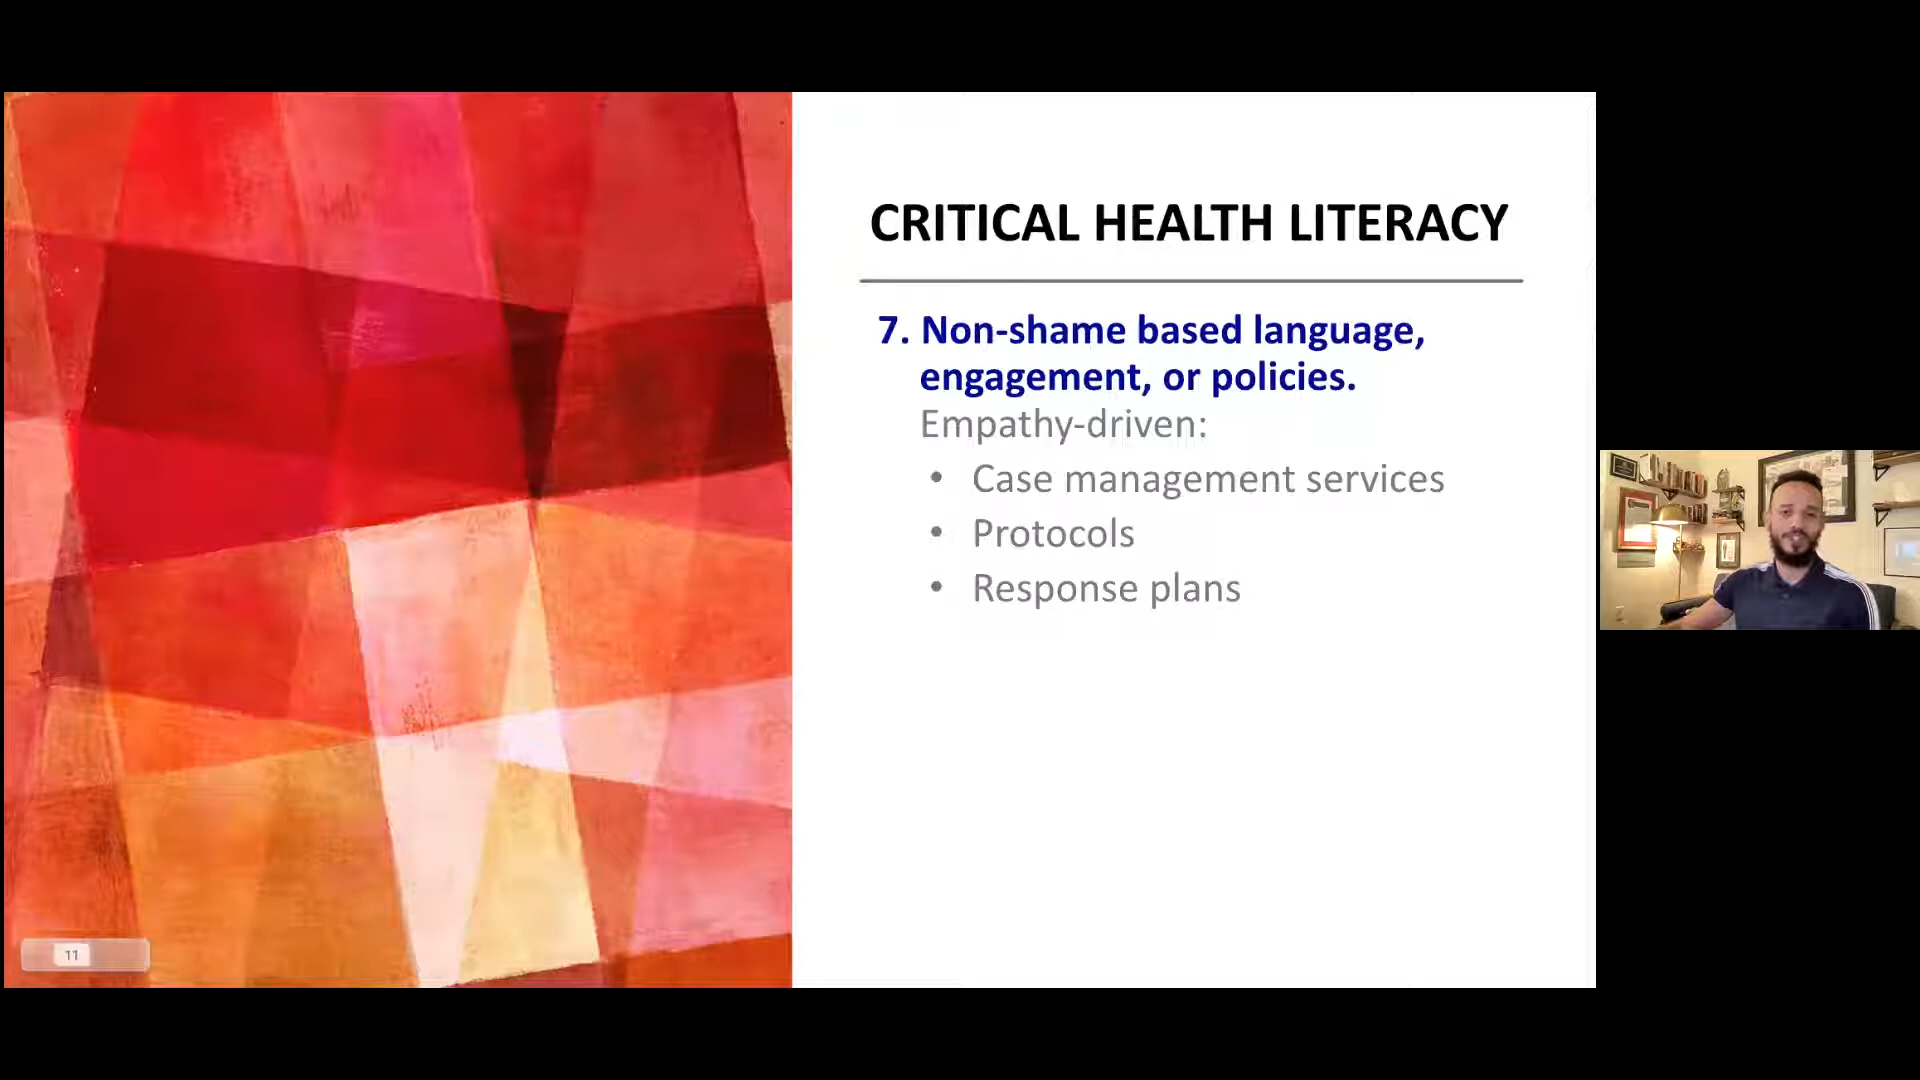 CRITICAL HEALTH LITERACY
7. Non-shame based language,
engagement, or policies.
Empathy-driven:
• Case management services
• Protocols
• Response plans
11